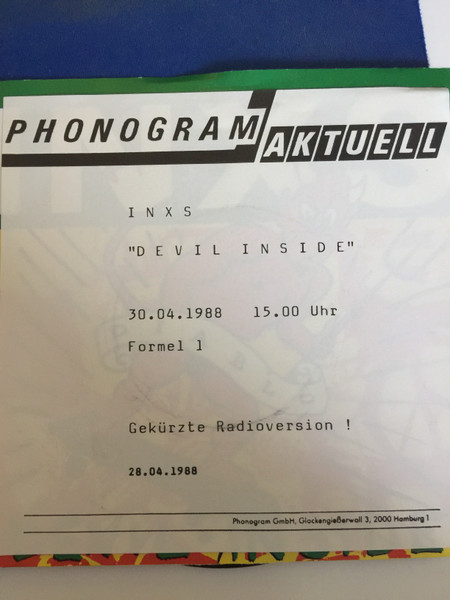 PHONOGRAM AKTUELL
INXS
"DEVIL INSIDE"
30.04.1988 15.00 Uhr
Formel 1
Gekürzte Radioversion !
28.04.1988
Phonogram GmbH, Glockengießerwall 3, 2000 Hamburg 1